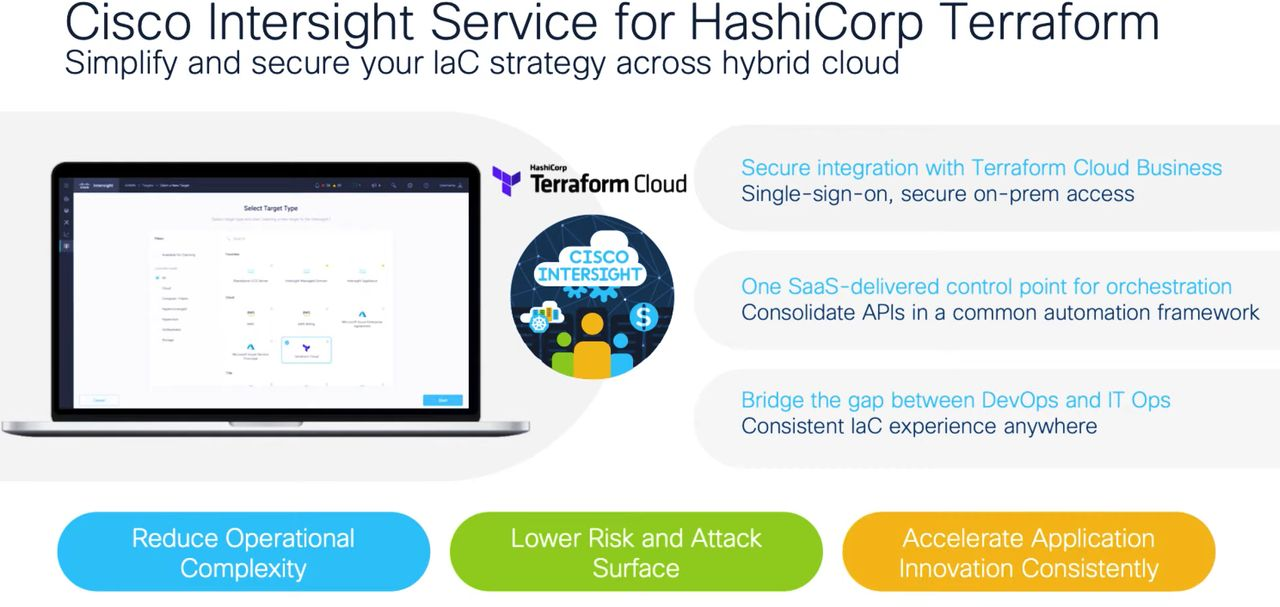 Cisco Intersight Service for HashiCorp Terraform
Simplify and secure your IaC strategy across hybrid cloud
HashiCorp
Terraform Cloud
Intersight
Select Target Type
CISCO
INTERSIGHT
$
Cancel
Start
Secure integration with Terraform Cloud Business
Single-sign-on, secure on-prem access
One SaaS-delivered control point for orchestration
Consolidate APIs in a common automation framework
Bridge the gap between DevOps and IT Ops
Consistent IaC experience anywhere
Reduce Operational
Complexity
Lower Risk and Attack
Surface
Accelerate Application
Innovation Consistently